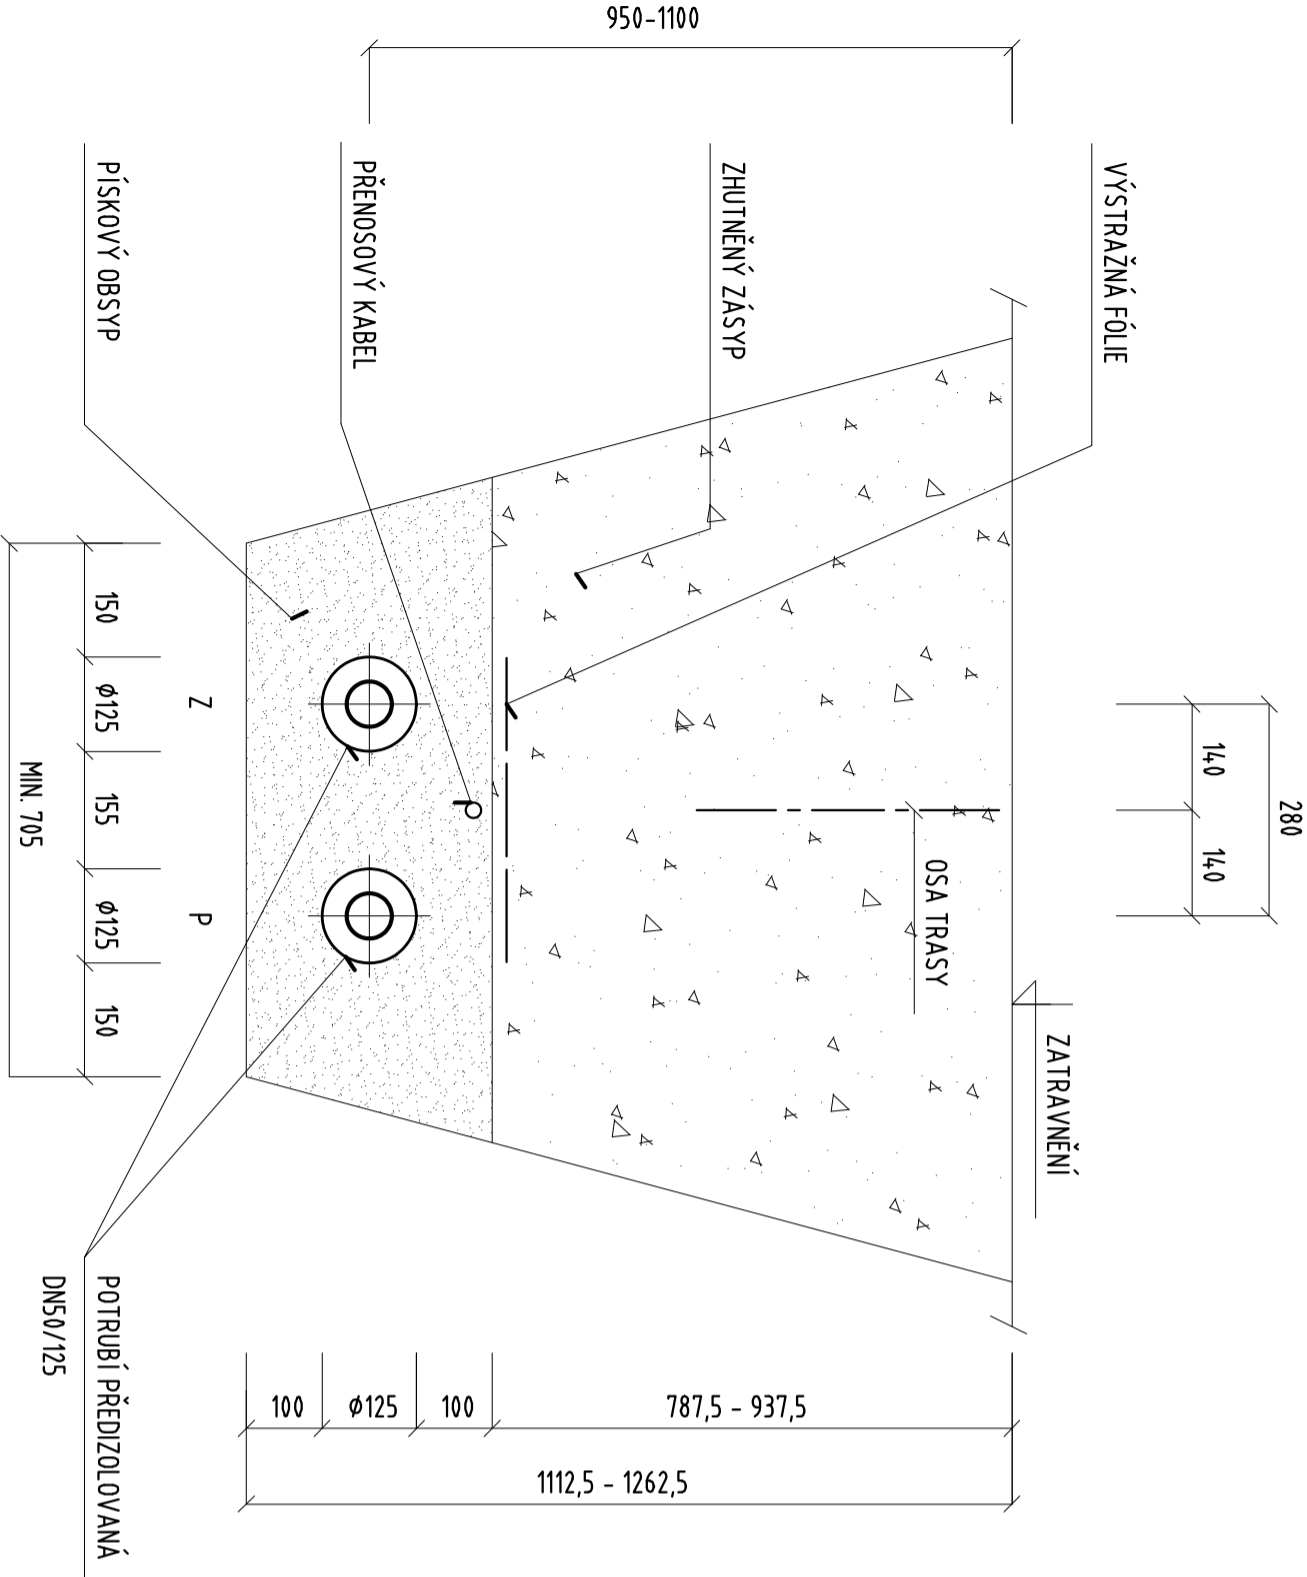 280
140
140
VÝSTRAŽNÁ FÓLIE
ZATRAVNĚNÍ
OSA TRASY
ZHUTNĚNÝ ZÁSYP
PŘENOSOVÝ KABEL
PÍSKOVÝ OBSYP
950-1100
787,5 - 937,5
1112,5 - 1262,5
100
Ø125
100
Z
P
150
Ø125
155
Ø125
150
MIN. 705
POTRUBÍ PŘEDIZOLOVANÁ
DN50/125